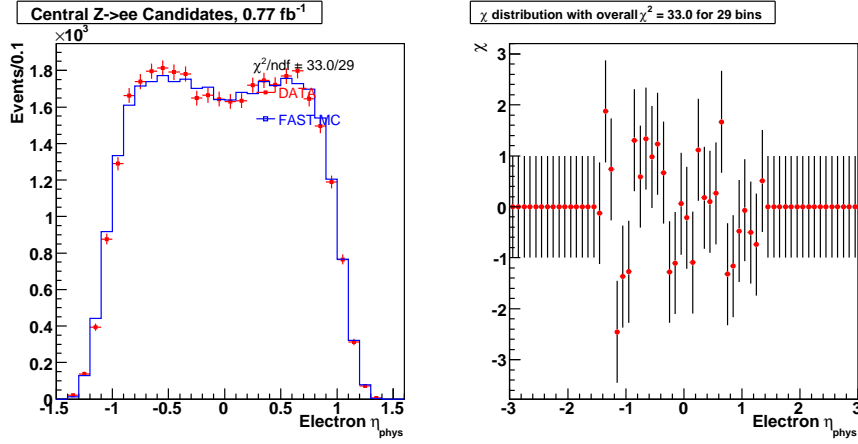 Central Z->ee Candidates, 0.77 fb⁻¹
×10³
Events/0.1
1.8
1.6
1.4
1.2
1
0.8
0.6
0.4
0.2
0
χ²/ndf = 33.0/29
DATA
FAST MC
-1.5 -1 -0.5 0 0.5 1 1.5
Electron η_phys
χ distribution with overall χ² = 33.0 for 29 bins
χ
3
2
1
0
-1
-2
-3
-3 -2 -1 0 1 2 3
Electron η_phys